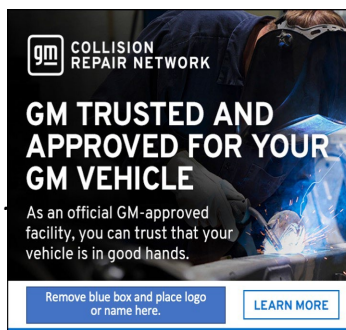 gm COLLISION
REPAIR NETWORK
GM TRUSTED AND
APPROVED FOR YOUR
GM VEHICLE
As an official GM-approved
facility, you can trust that your
vehicle is in good hands.
Remove blue box and place logo
or name here.
LEARN MORE